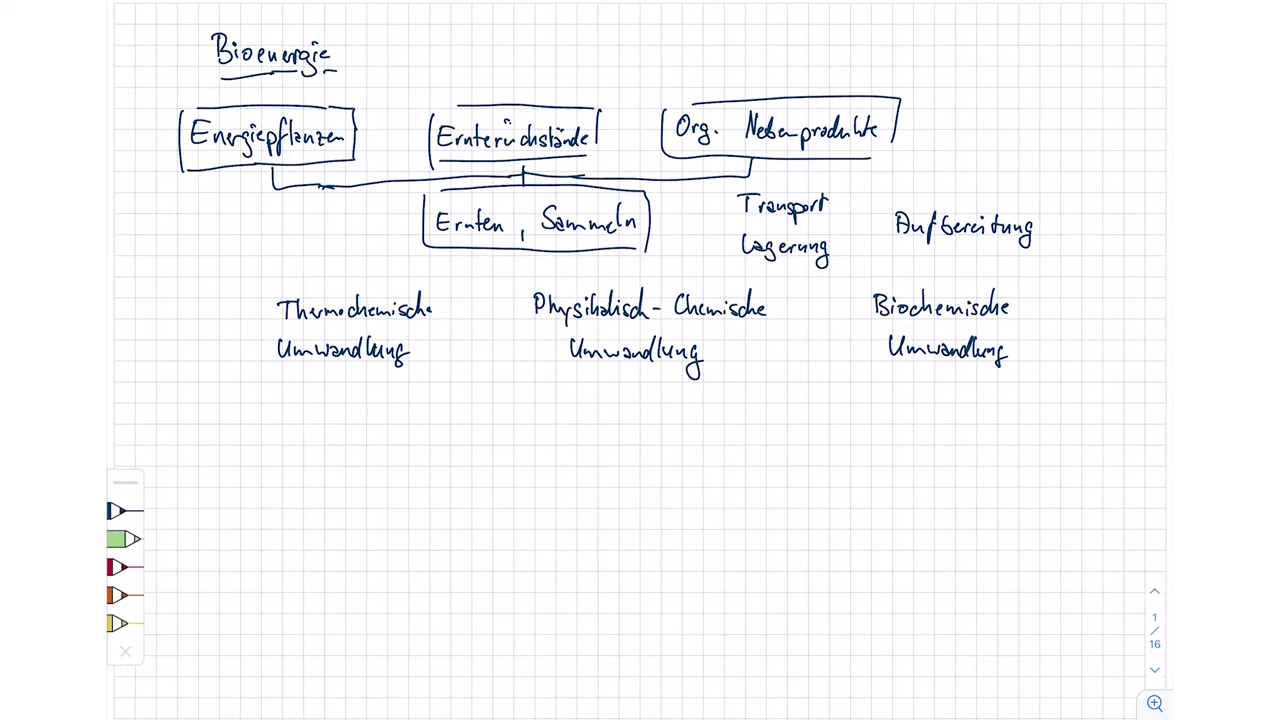 Bioenergie
Energiepflanzen Ernterückstände Org. Nebenprodukte
Ernten, Sammeln
Transport
Lagerung
Aufbereitung
Thermochemische
Umwandlung
Physikalisch-Chemische
Umwandlung
Biochemische
Umwandlung
1
/
16